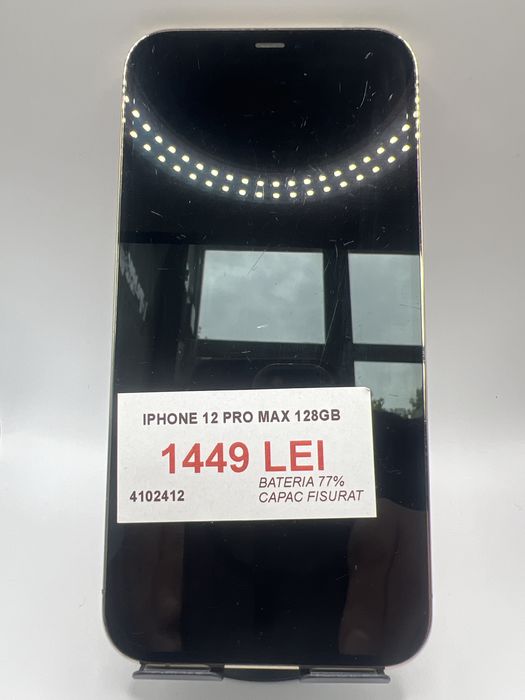 IPHONE 12 PRO MAX 128GB
1449 LEI
BATERIA 77%
4102412 CAPAC FISURAT